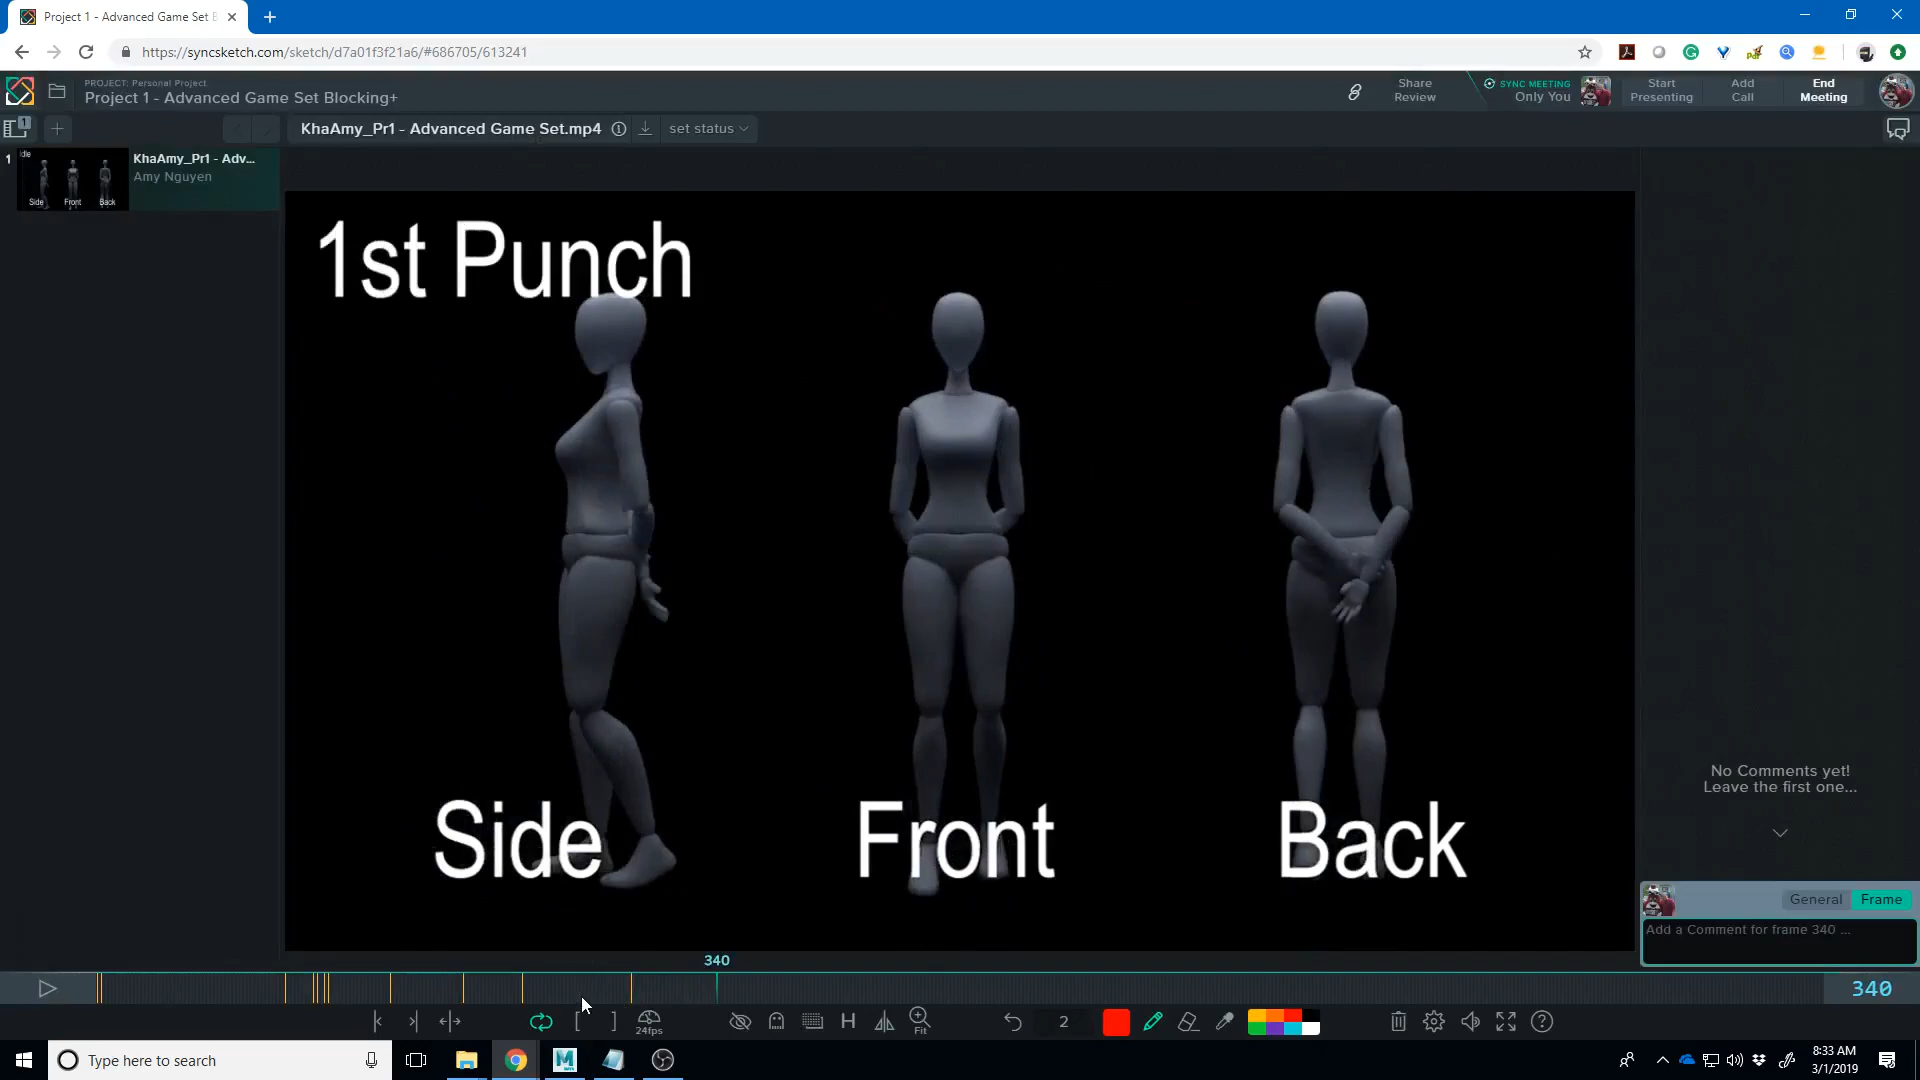 Project 1 - Advanced Game Set B
https://syncsketch.com/sketch/d7a01f3f21a6/#686705/613241
PROJECT: Personal Project
Project 1 - Advanced Game Set Blocking+
Share Review
SYNC MEETING
Only You
Start Presenting
Add Call
End Meeting
1
KhaAmy_Pr1 - Advanced Game Set.mp4
set status
1
Idle
Side Front Back
KhaAmy_Pr1 - Adv...
Amy Nguyen
1st Punch
Side Front Back
No Comments yet!
Leave the first one...
General Frame
Add a Comment for frame 340 ...
340
340
24fps
H
Fit
2
Type here to search
8:33 AM
3/1/2019